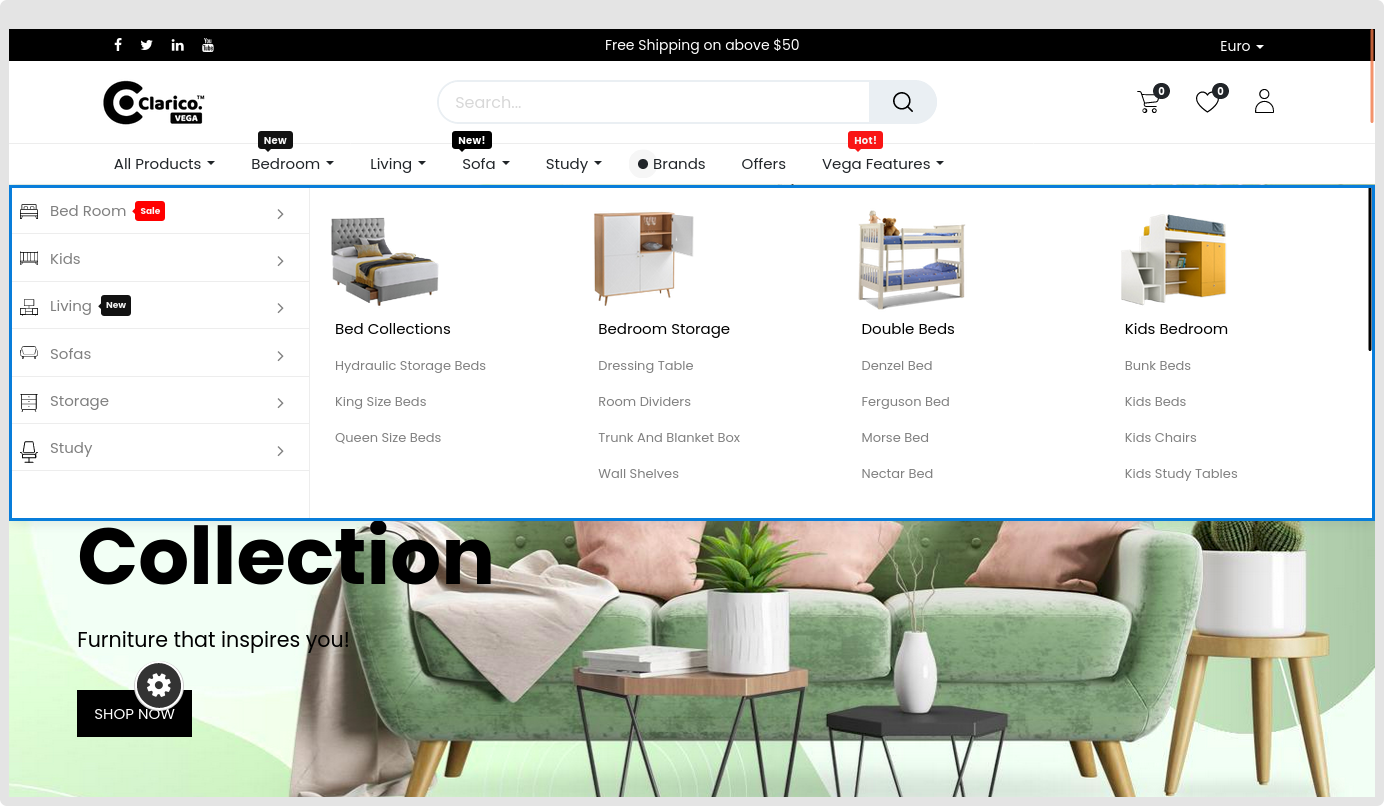 Free Shipping on above $50
Euro
Clarico.™
VEGA
Search...
0
0
New
New!
Hot!
All Products
Bedroom
Living
Sofa
Study
Brands
Offers
Vega Features
Bed Room
Sale
Kids
Living
New
Sofas
Storage
Study
Bed Collections
Hydraulic Storage Beds
King Size Beds
Queen Size Beds
Bedroom Storage
Dressing Table
Room Dividers
Trunk And Blanket Box
Wall Shelves
Double Beds
Denzel Bed
Ferguson Bed
Morse Bed
Nectar Bed
Kids Bedroom
Bunk Beds
Kids Beds
Kids Chairs
Kids Study Tables
Collection
Furniture that inspires you!
SHOP NOW